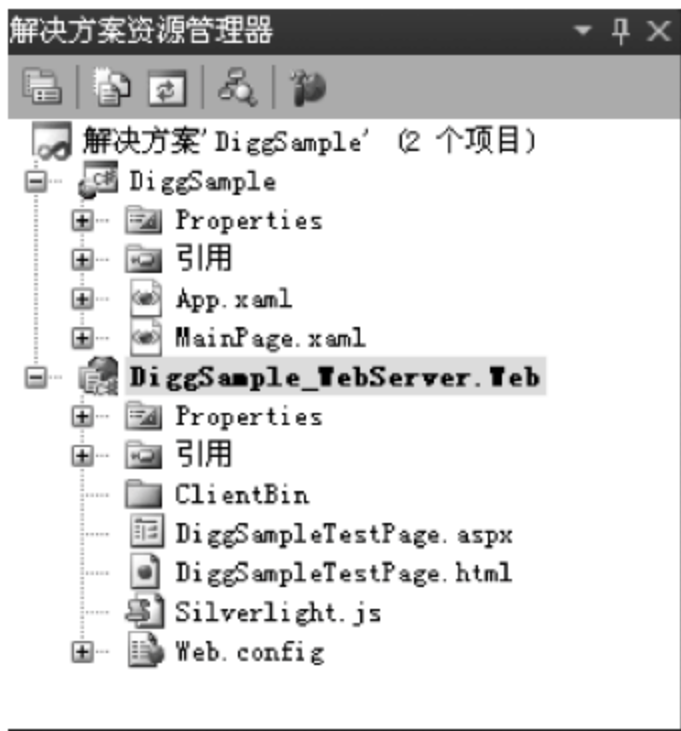 解决方案资源管理器
解决方案'DiggSample' (2 个项目)
DiggSample
Properties
引用
App.xaml
MainPage.xaml
DiggSample_WebServer.Web
Properties
引用
ClientBin
DiggSampleTestPage.aspx
DiggSampleTestPage.html
Silverlight.js
Web.config